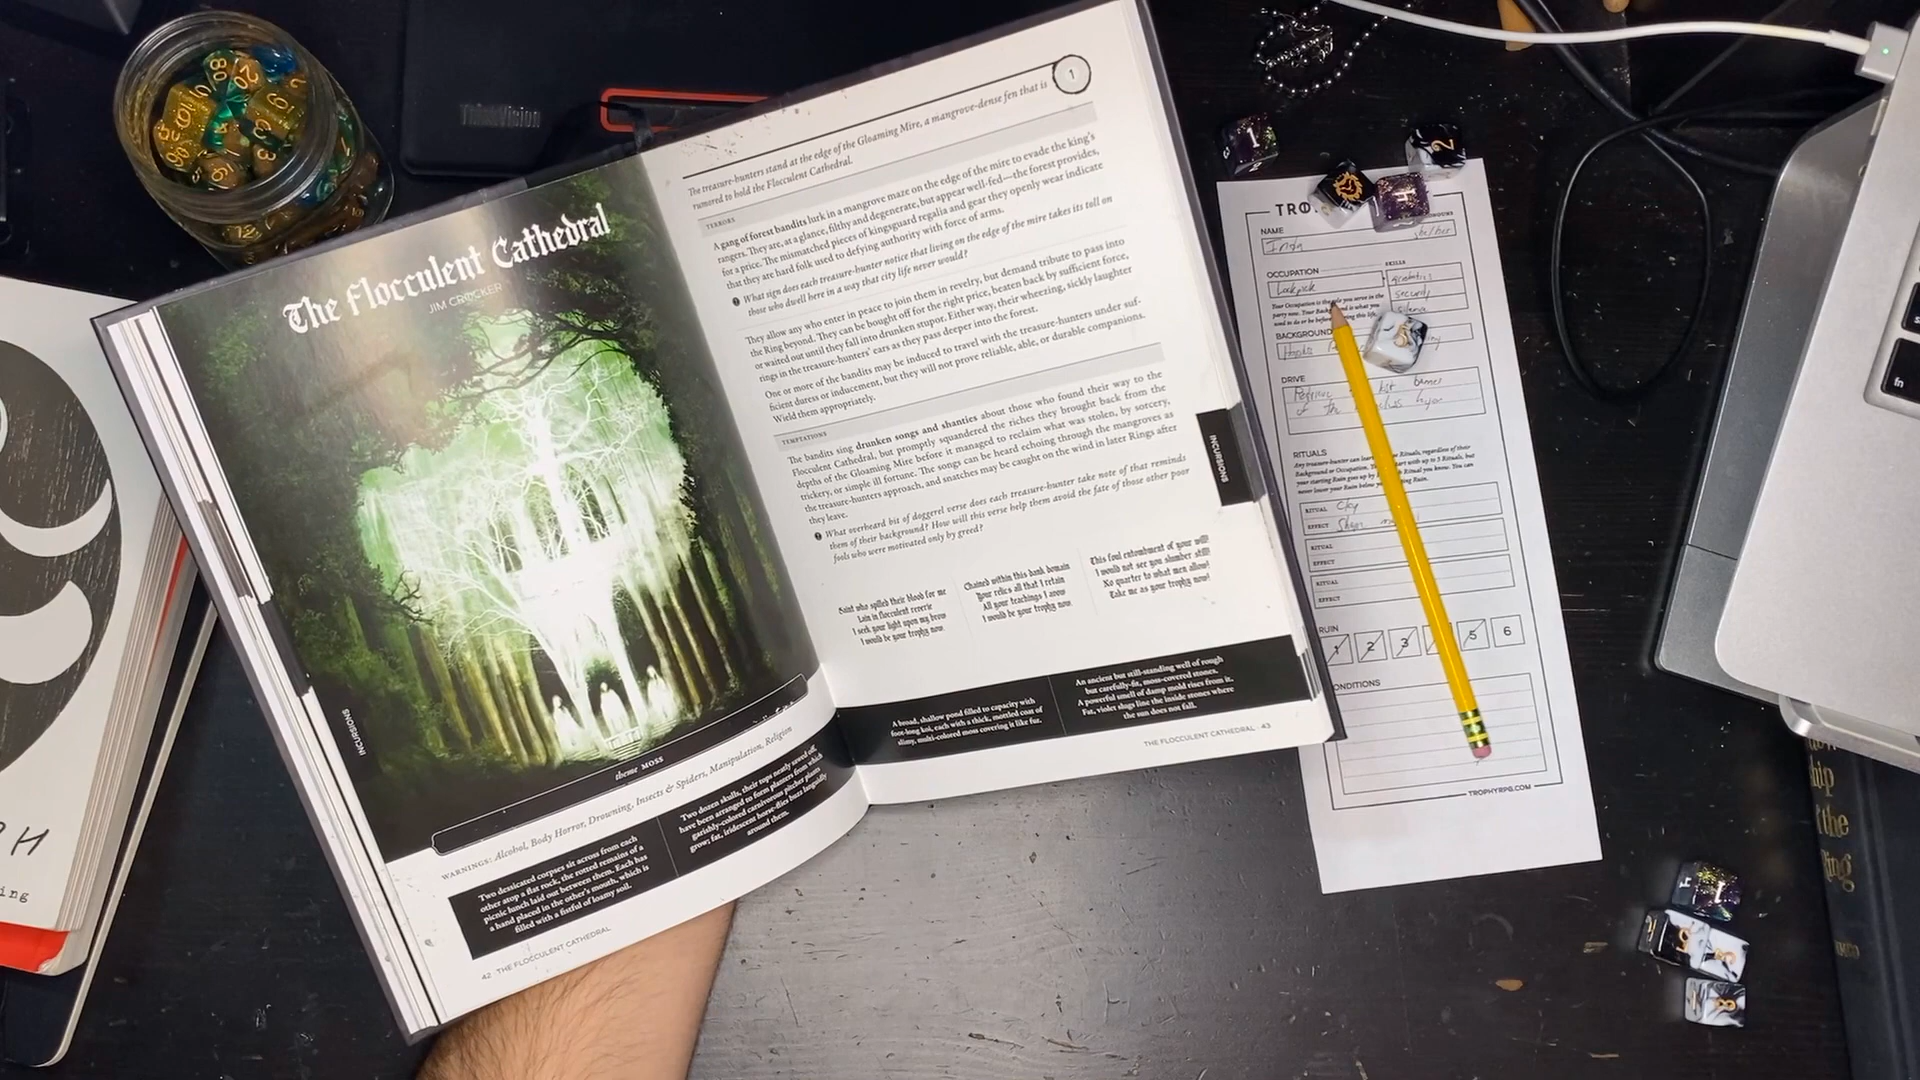 The Flocculent Cathedral
JIM CROCKER
theme MOSS
WARNINGS: Alcohol, Body Horror, Drowning, Insects & Spiders, Manipulation, Religion
Two dessicated corpses sit across from each
other atop a flat rock, the rotted remains of a
picnic lunch laid out between them. Each has
a hand placed in the other's mouth, which is
filled with a fistful of loamy soil.
Two dozen skulls, their tops neatly sawed off,
have been arranged to form planters from which
garishly-colored carnivorous pitcher plants
grow; fat, iridescent horse-flies buzz languidly
around them.
42 THE FLOCCULENT CATHEDRAL
INCURSIONS
1
The treasure-hunters stand at the edge of the Gloaming Mire, a mangrove-dense fen that is
rumored to hold the Flocculent Cathedral.
TERRORS
A gang of forest bandits lurk in a mangrove maze on the edge of the mire to evade the king's
rangers. They are, at a glance, filthy and degenerate, but appear well-fed—the forest provides,
for a price. The mismatched pieces of kingsguard regalia and gear they openly wear indicate
that they are hard folk used to defying authority with force of arms.
What sign does each treasure-hunter notice that living on the edge of the mire takes its toll on
those who dwell here in a way that city life never would?
They allow any who enter in peace to join them in revelry, but demand tribute to pass into
the Ring beyond. They can be bought off for the right price, beaten back by sufficient force,
or waited out until they fall into drunken stupor. Either way, their wheezing, sickly laughter
rings in the treasure-hunters' ears as they pass deeper into the forest.
One or more of the bandits may be induced to travel with the treasure-hunters under suf-
ficient duress or inducement, but they will not prove reliable, able, or durable companions.
Wield them appropriately.
TEMPTATIONS
The bandits sing drunken songs and shanties about those who found their way to the
Flocculent Cathedral, but promptly squandered the riches they brought back from the
depths of the Gloaming Mire before it managed to reclaim what was stolen, by sorcery,
trickery, or simple ill fortune. The songs can be heard echoing through the mangroves as
the treasure-hunters approach, and snatches may be caught on the wind in later Rings after
they leave.
What overheard bit of doggerel verse does each treasure-hunter take note of that reminds
them of their background? How will this verse help them avoid the fate of those other poor
fools who were motivated only by greed?
Saint who spilled their blood for me
Lain in flocculent reverie
I seek your light upon my brow
I would be your trophy now.
Chained within this dank domain
Your relics all that I retain
All your teachings I avow
I would be your trophy now.
This foul entombment of your will
I would not see you slumber still
No quarter to what men allow!
Take me as your trophy now!
A broad, shallow pond filled to capacity with
foot-long koi, each with a thick, mottled coat of
slimy, multi-colored moss covering it like fur.
An ancient but still-standing well of rough
but carefully-fit, moss-covered stones.
A powerful smell of damp mold rises from it.
Fat, violet slugs line the inside stones where
the sun does not fall.
THE FLOCCULENT CATHEDRAL · 43
INCURSIONS
ThinkVision
TRO
NAME
she/her
OCCUPATION
SKILLS
Lockpick
Acrobatics
security
BACKGROUND
DRIVE
lost banner
RITUALS
RITUAL
EFFECT
RITUAL
EFFECT
RITUAL
EFFECT
RUIN
1 2 3 5 6
CONDITIONS
TROPHYRPG.COM
fn
the
Ring
ing